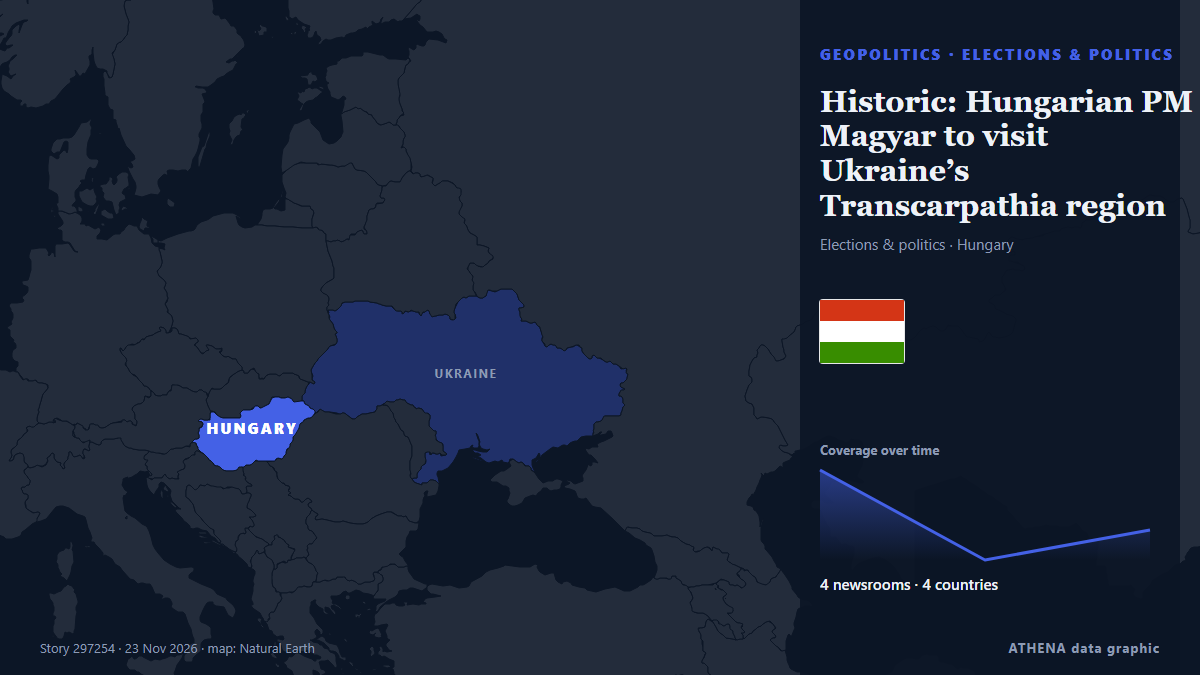 GEOPOLITICS · ELECTIONS & POLITICS
Historic: Hungarian PM
Magyar to visit
Ukraine’s
Transcarpathia region
Elections & politics · Hungary
UKRAINE
HUNGARY
Coverage over time
4 newsrooms · 4 countries
Story 297254 · 23 Nov 2026 · map: Natural Earth
ATHENA data graphic